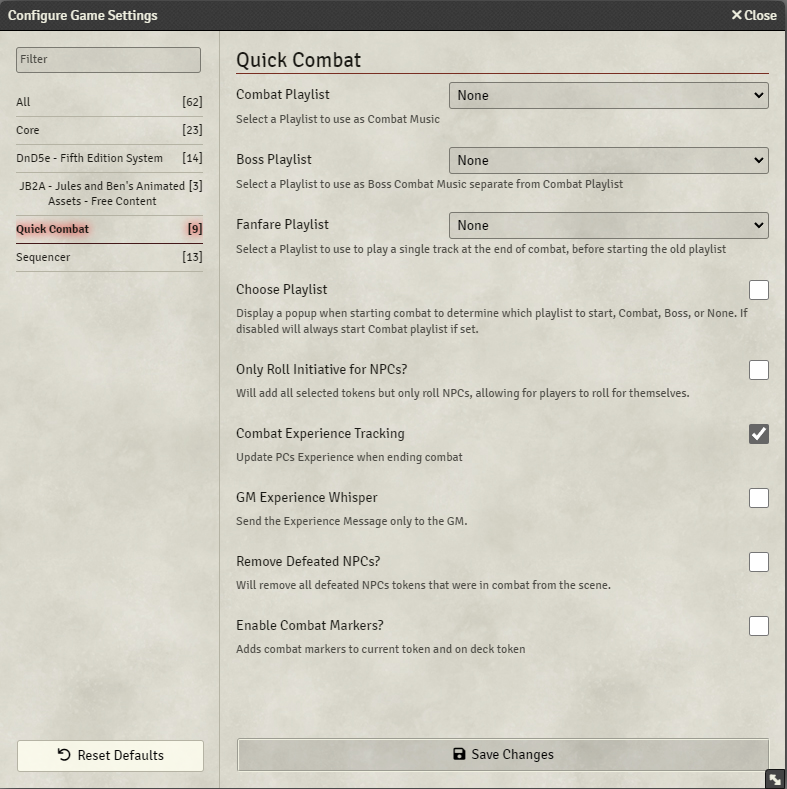 Configure Game Settings
Close
Filter
All [62]
Core [23]
DnD5e - Fifth Edition System [14]
JB2A - Jules and Ben's Animated [3]
Assets - Free Content
Quick Combat [9]
Sequencer [13]
Reset Defaults
Quick Combat
Combat Playlist None
Select a Playlist to use as Combat Music
Boss Playlist None
Select a Playlist to use as Boss Combat Music separate from Combat Playlist
Fanfare Playlist None
Select a Playlist to use to play a single track at the end of combat, before starting the old playlist
Choose Playlist
Display a popup when starting combat to determine which playlist to start, Combat, Boss, or None. If
disabled will always start Combat playlist if set.
Only Roll Initiative for NPCs?
Will add all selected tokens but only roll NPCs, allowing for players to roll for themselves.
Combat Experience Tracking
Update PCs Experience when ending combat
GM Experience Whisper
Send the Experience Message only to the GM.
Remove Defeated NPCs?
Will remove all defeated NPCs tokens that were in combat from the scene.
Enable Combat Markers?
Adds combat markers to current token and on deck token
Save Changes